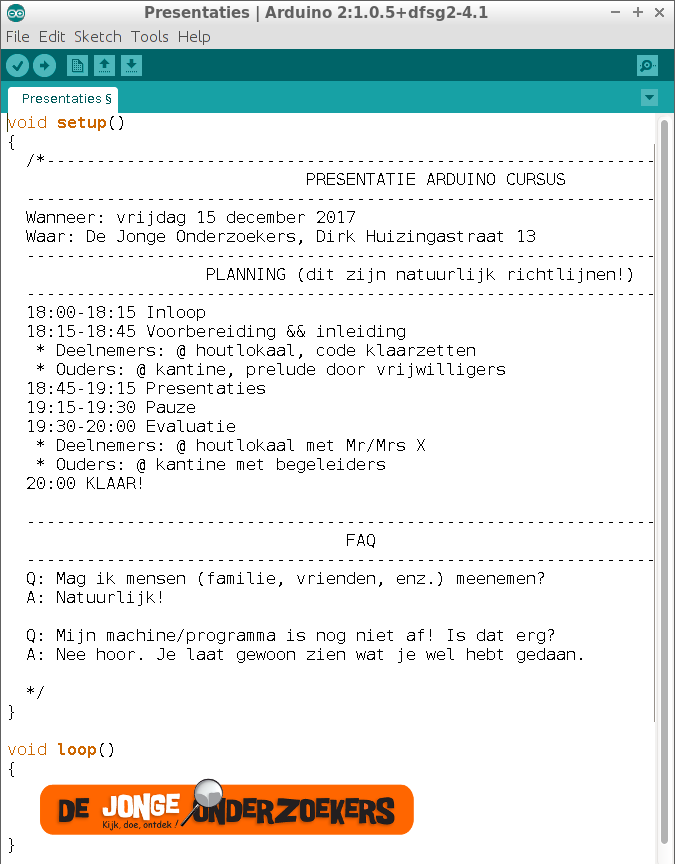 Presentaties | Arduino 2:1.0.5+dfsg2-4.1
File Edit Sketch Tools Help
Presentaties §
void setup()
{
/*---------------------------------------------------------------
PRESENTATIE ARDUINO CURSUS
---------------------------------------------------------------
Wanneer: vrijdag 15 december 2017
Waar: De Jonge Onderzoekers, Dirk Huizingastraat 13
---------------------------------------------------------------
PLANNING (dit zijn natuurlijk richtlijnen!)
---------------------------------------------------------------
18:00-18:15 Inloop
18:15-18:45 Voorbereiding && inleiding
* Deelnemers: @ houtlokaal, code klaarzetten
* Ouders: @ kantine, prelude door vrijwilligers
18:45-19:15 Presentaties
19:15-19:30 Pauze
19:30-20:00 Evaluatie
* Deelnemers: @ houtlokaal met Mr/Mrs X
* Ouders: @ kantine met begeleiders
20:00 KLAAR!
---------------------------------------------------------------
FAQ
---------------------------------------------------------------
Q: Mag ik mensen (familie, vrienden, enz.) meenemen?
A: Natuurlijk!
Q: Mijn machine/programma is nog niet af! Is dat erg?
A: Nee hoor. Je laat gewoon zien wat je wel hebt gedaan.
*/
}
void loop()
{
DE JONGE ONDERZOEKERS
Kijk, doe, ontdek !
}